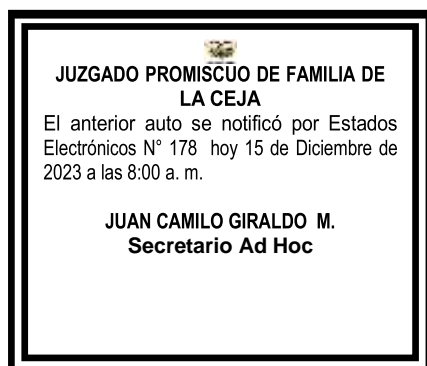 JUZGADO PROMISCUO DE FAMILIA DE
LA CEJA
El anterior auto se notificó por Estados
Electrónicos N° 178 hoy 15 de Diciembre de
2023 a las 8:00 a. m.
JUAN CAMILO GIRALDO M.
Secretario Ad Hoc